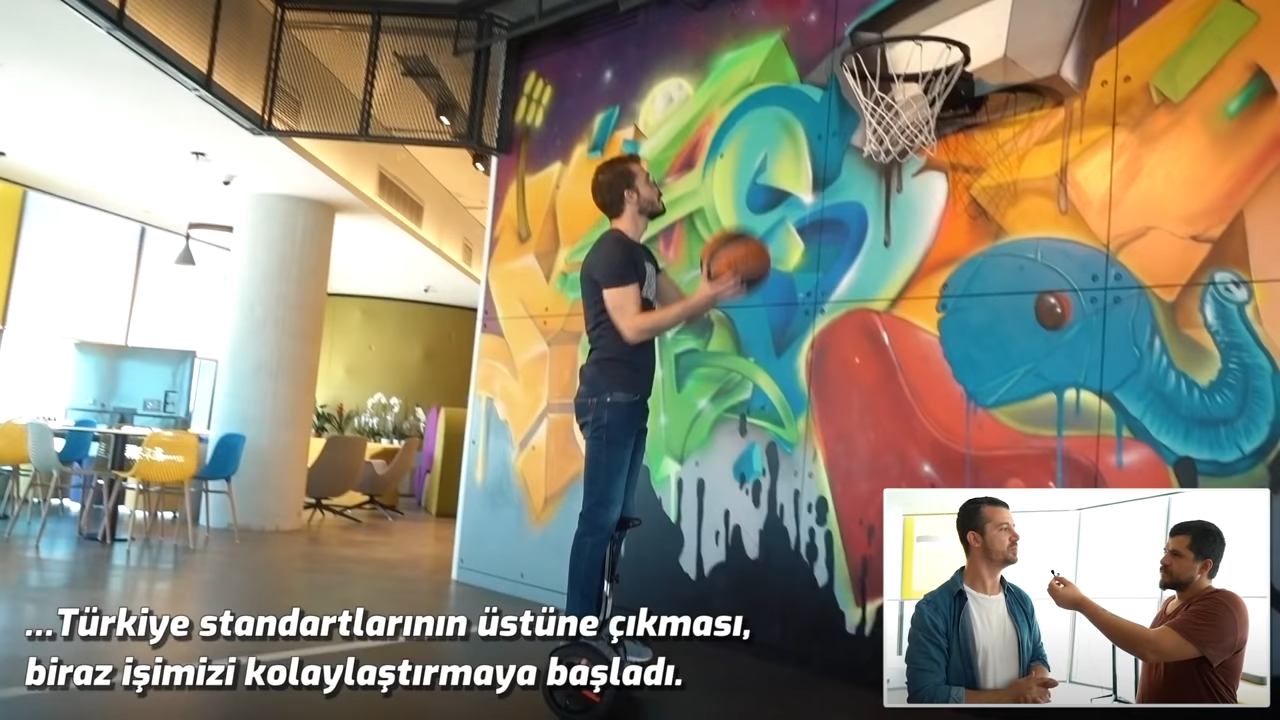 ...Türkiye standartlarının üstüne çıkması,
biraz işimizi kolaylaştırmaya başladı.